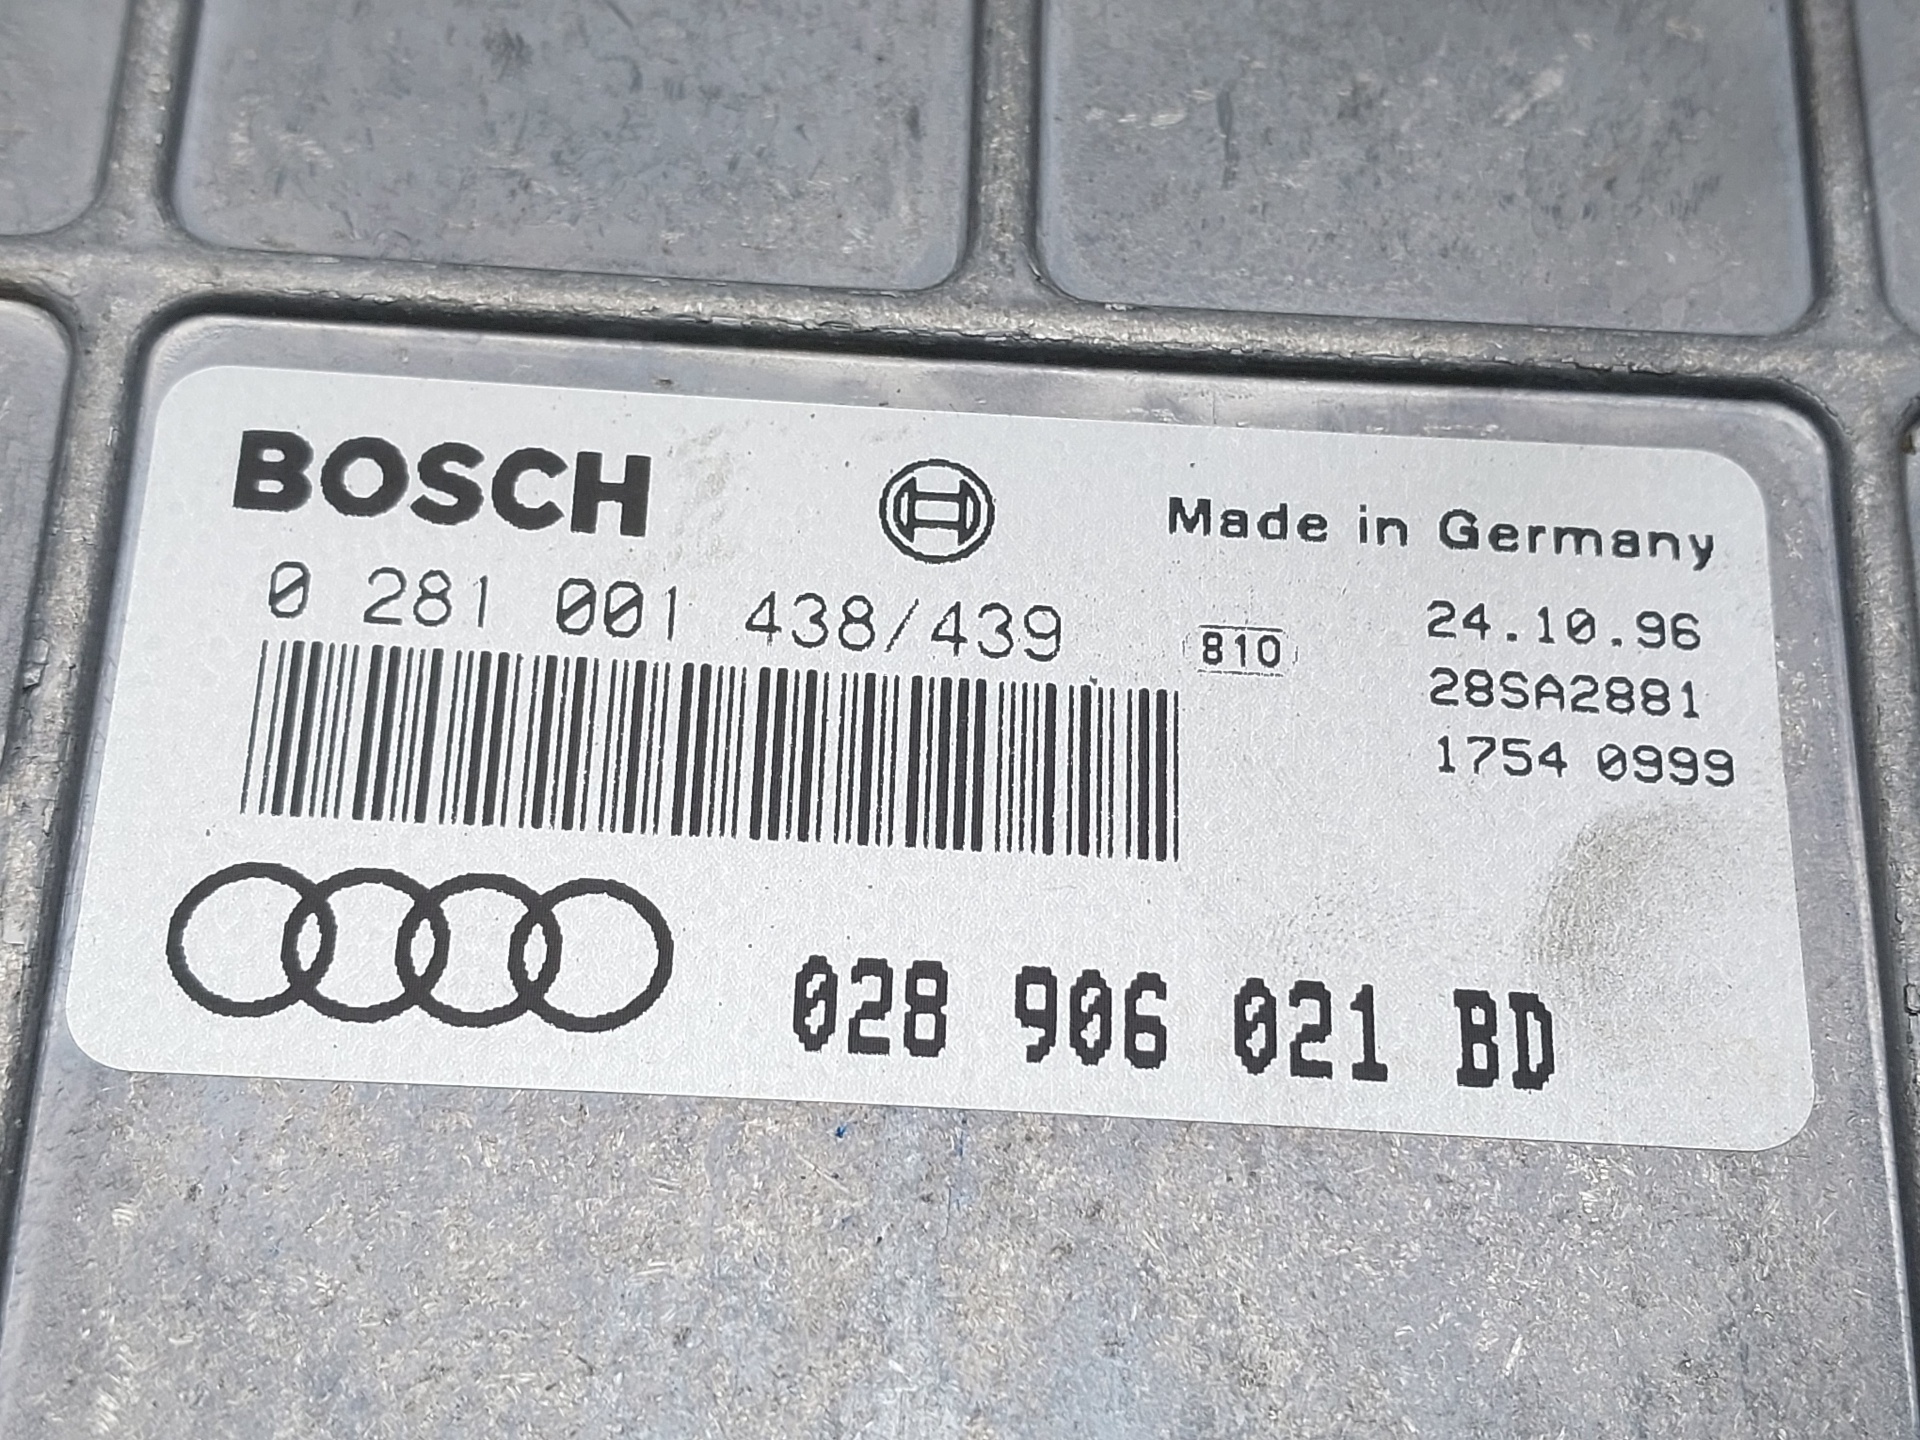 BOSCH
Made in Germany
0 281 001 438/439
810
24.10.96
28SA2881
1754 0999
028 906 021 BD